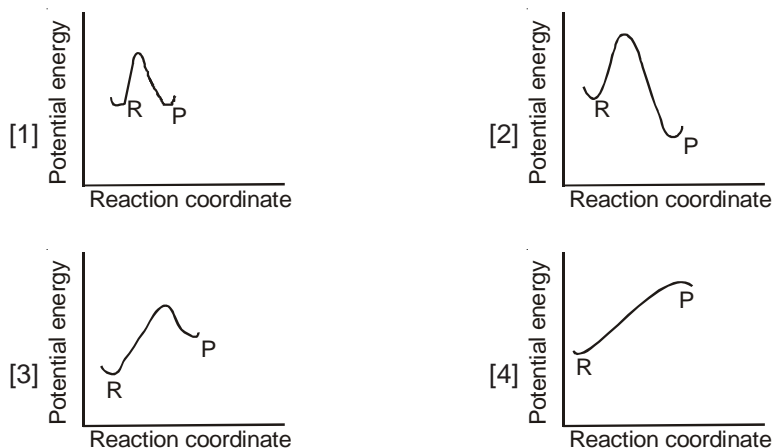 [1]
Potential energy
R
P
Reaction coordinate
[2]
Potential energy
R
P
Reaction coordinate
[3]
Potential energy
R
P
Reaction coordinate
[4]
Potential energy
R
P
Reaction coordinate